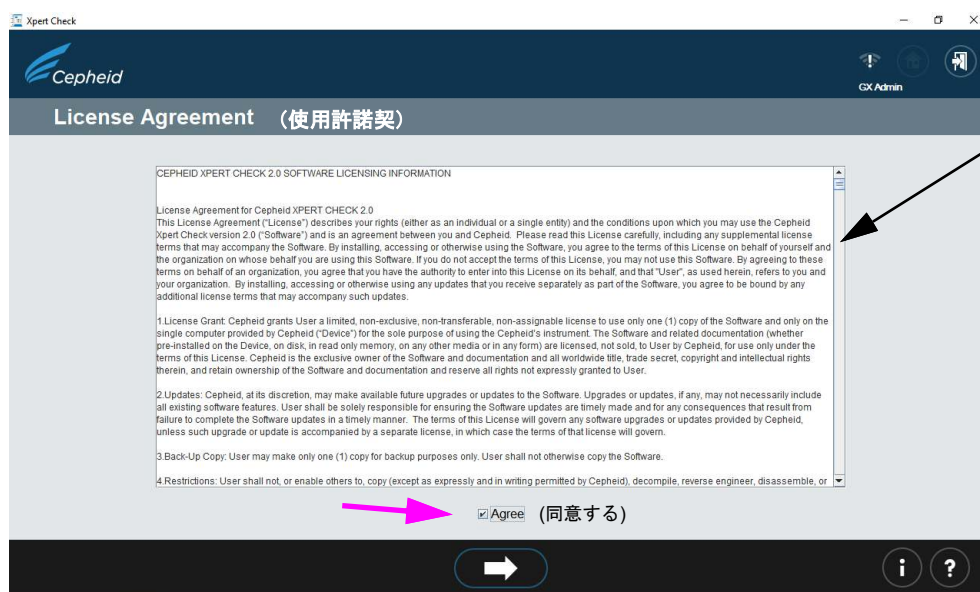 Xpert Check
Cepheid
GX Admin
License Agreement (使用許諾契)
CEPHEID XPERT CHECK 2.0 SOFTWARE LICENSING INFORMATION
License Agreement for Cepheid XPERT CHECK 2.0
This License Agreement ("License") describes your rights (either as an individual or a single entity) and the conditions upon which you may use the Cepheid
Xpert Check version 2.0 ("Software") and is an agreement between you and Cepheid. Please read this License carefully, including any supplemental license
terms that may accompany the Software. By installing, accessing or otherwise using the Software, you agree to the terms of this License on behalf of yourself and
the organization on whose behalf you are using this Software. If you do not accept the terms of this License, you may not use this Software. By agreeing to these
terms on behalf of an organization, you agree that you have the authority to enter into this License on its behalf, and that "User", as used herein, refers to you and
your organization. By installing, accessing or otherwise using any updates that you receive separately as part of the Software, you agree to be bound by any
additional license terms that may accompany such updates.
1.License Grant: Cepheid grants User a limited, non-exclusive, non-transferable, non-assignable license to use only one (1) copy of the Software and only on the
single computer provided by Cepheid ("Device") for the sole purpose of using the Cepheid's instrument. The Software and related documentation (whether
pre-installed on the Device, on disk, in read only memory, on any other media or in any form) are licensed, not sold, to User by Cepheid, for use only under the
terms of this License. Cepheid is the exclusive owner of the Software and documentation and all worldwide title, trade secret, copyright and intellectual rights
therein, and retain ownership of the Software and documentation and reserve all rights not expressly granted to User.
2.Updates: Cepheid, at its discretion, may make available future upgrades or updates to the Software. Upgrades or updates, if any, may not necessarily include
all existing software features. User shall be solely responsible for ensuring the Software updates are timely made and for any consequences that result from
failure to complete the Software updates in a timely manner. The terms of this License will govern any software upgrades or updates provided by Cepheid,
unless such upgrade or update is accompanied by a separate license, in which case the terms of that license will govern.
3.Back-Up Copy: User may make only one (1) copy for backup purposes only. User shall not otherwise copy the Software.
4.Restrictions: User shall not, or enable others to, copy (except as expressly and in writing permitted by Cepheid), decompile, reverse engineer, disassemble, or
Agree (同意する)
i ?